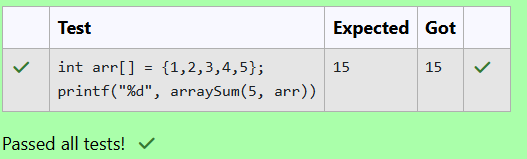 Test Expected Got
int arr[] = {1,2,3,4,5}; 15 15
printf("%d", arraySum(5, arr))
Passed all tests!